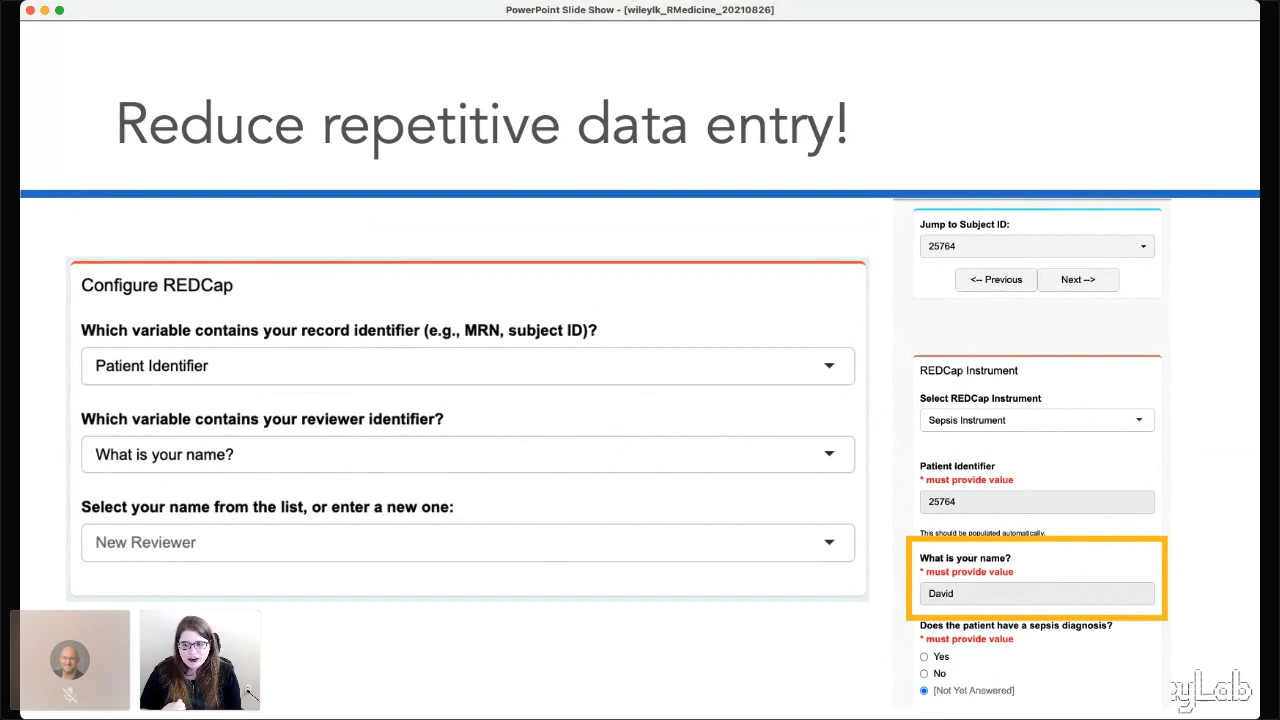 PowerPoint Slide Show - [wileylk_RMedicine_20210826]
Reduce repetitive data entry!
Configure REDCap
Which variable contains your record identifier (e.g., MRN, subject ID)?
Patient Identifier
Which variable contains your reviewer identifier?
What is your name?
Select your name from the list, or enter a new one:
New Reviewer
Jump to Subject ID:
25764
<-- Previous
Next -->
REDCap Instrument
Select REDCap Instrument
Sepsis Instrument
Patient Identifier
* must provide value
25764
This should be populated automatically.
What is your name?
* must provide value
David
Does the patient have a sepsis diagnosis?
* must provide value
Yes
No
[Not Yet Answered]